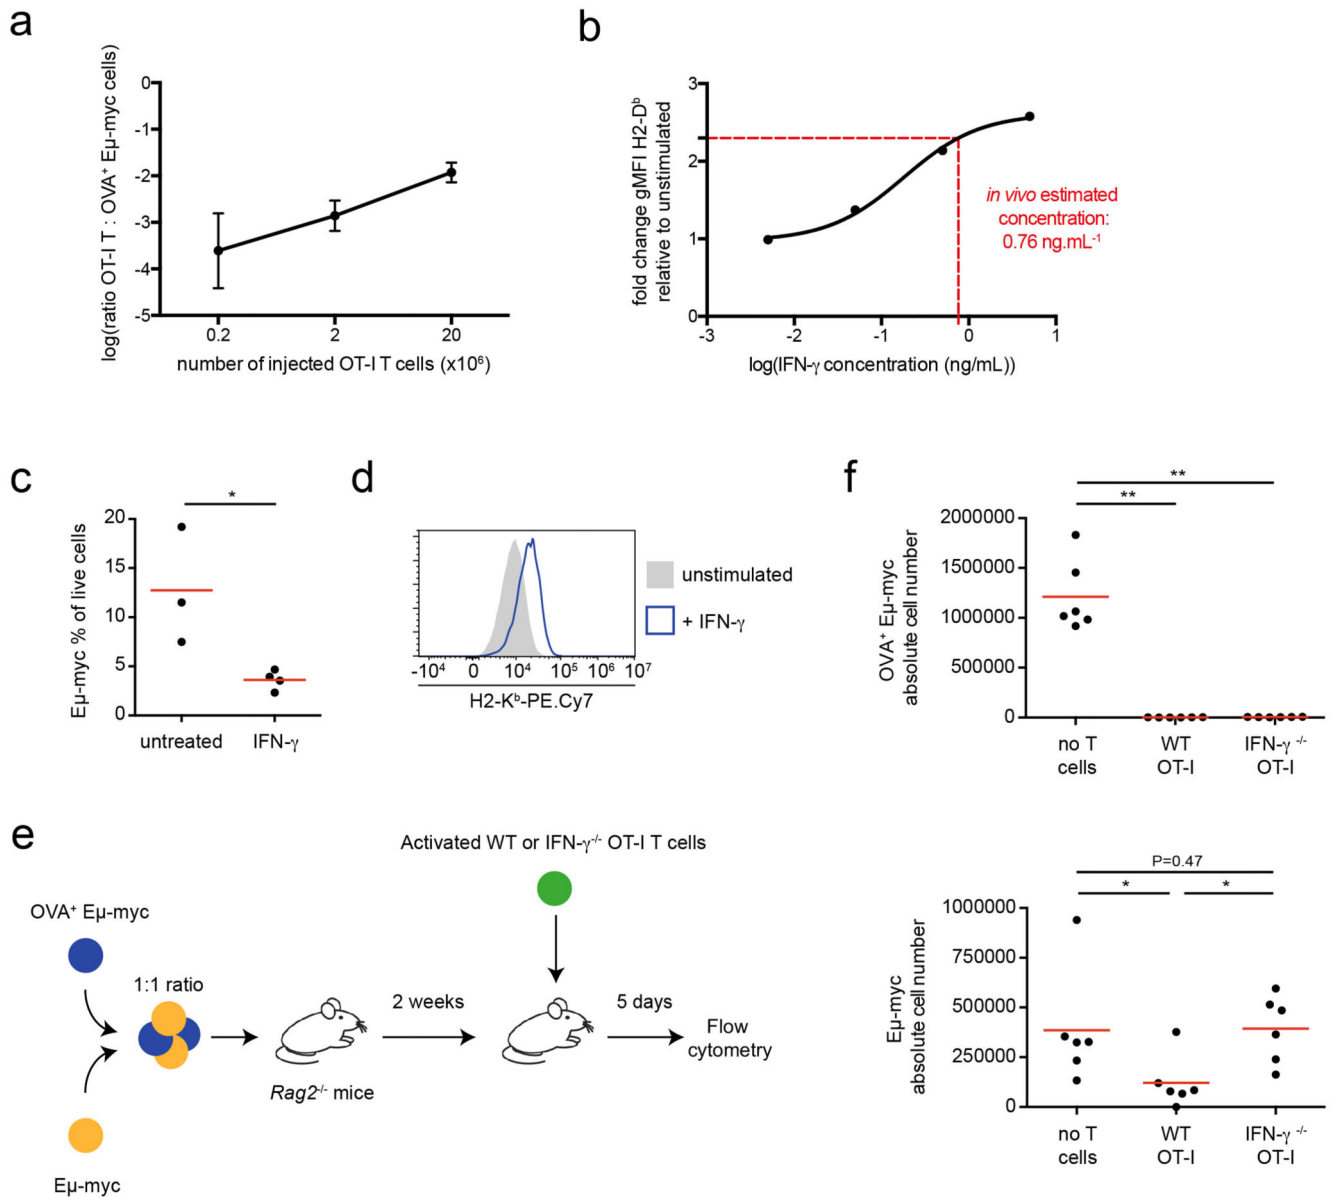 a
log(ratio OT-I T : OVA⁺ Eμ-myc cells)
0
-1
-2
-3
-4
-5
0.2
2
20
number of injected OT-I T cells (x10⁶)
b
fold change gMFI H2-Dᵇ
relative to unstimulated
3
2
1
0
-3
-2
-1
0
1
log(IFN-γ concentration (ng/mL))
in vivo estimated
concentration:
0.76 ng.mL⁻¹
c
Eμ-myc % of live cells
20
15
10
5
0
*
untreated
IFN-γ
d
-10⁴
0
10⁴
10⁵
10⁶
10⁷
H2-Kᵇ-PE.Cy7
unstimulated
+ IFN-γ
f
OVA⁺ Eμ-myc
absolute cell number
2000000
1500000
1000000
500000
0
**
**
no T
cells
WT
OT-I
IFN-γ ⁻/⁻
OT-I
e
OVA⁺ Eμ-myc
Eμ-myc
1:1 ratio
Rag2⁻/⁻ mice
2 weeks
Activated WT or IFN-γ⁻/⁻ OT-I T cells
5 days
Flow
cytometry
Eμ-myc
absolute cell number
1000000
750000
500000
250000
0
P=0.47
*
*
no T
cells
WT
OT-I
IFN-γ ⁻/⁻
OT-I